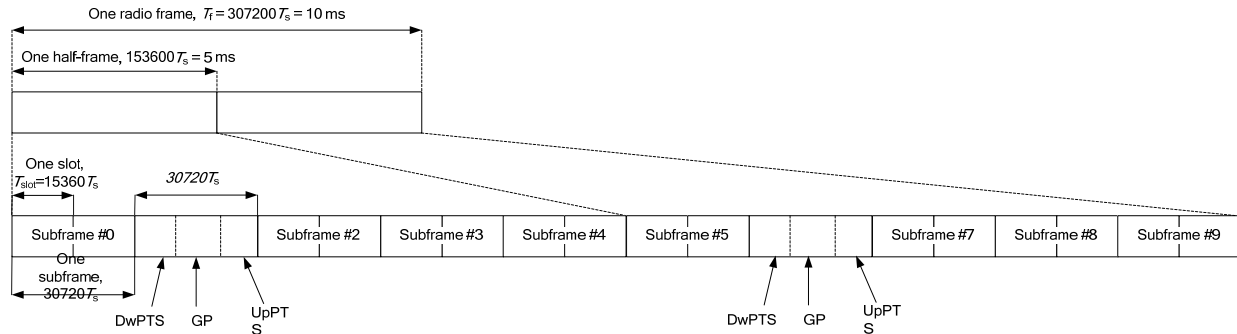 One radio frame, Tf = 307200Ts = 10 ms
One half-frame, 153600Ts = 5 ms
One slot,
Tslot=15360Ts
30720Ts
Subframe #0
Subframe #2
Subframe #3
Subframe #4
Subframe #5
Subframe #7
Subframe #8
Subframe #9
One
subframe,
30720Ts
DwPTS
GP
UpPT
S
DwPTS
GP
UpPT
S